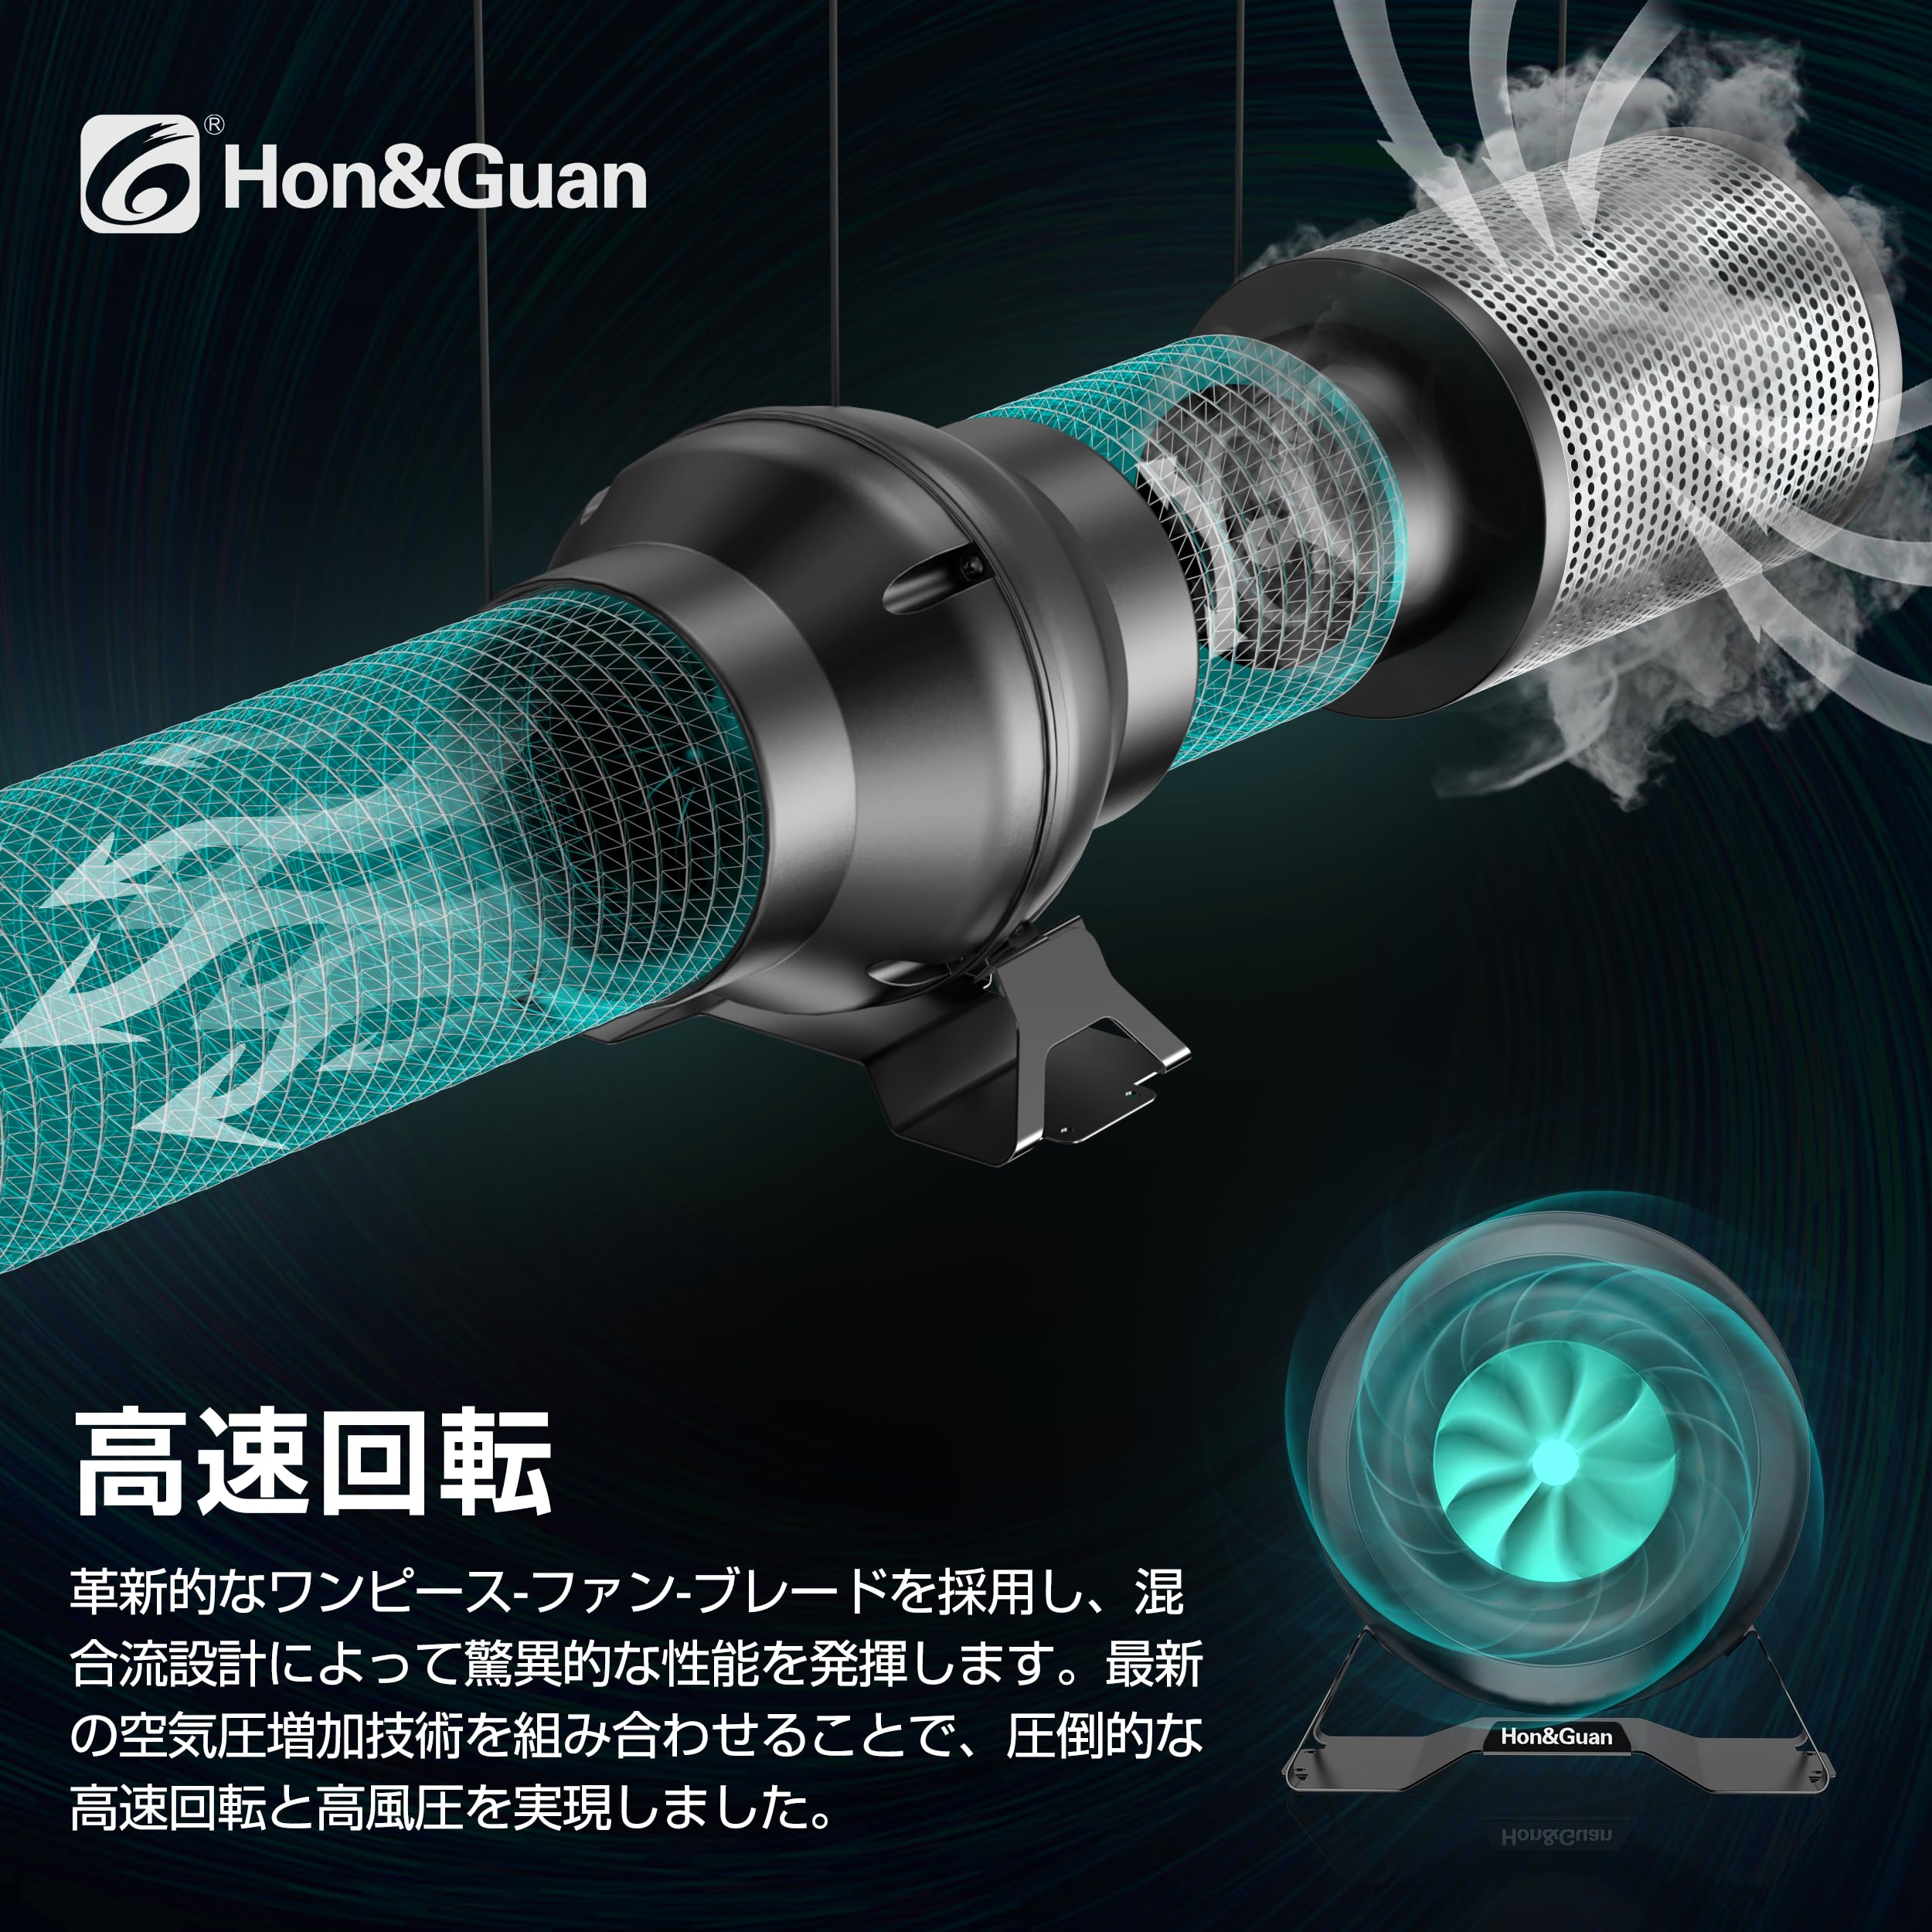 Hon&Guan®
高速回転
革新的なワンピース-ファン-ブレードを採用し、混
合流設計によって驚異的な性能を発揮します。最新
の空気圧増加技術を組み合わせることで、圧倒的な
高速回転と高風圧を実現しました。
Hon&Guan